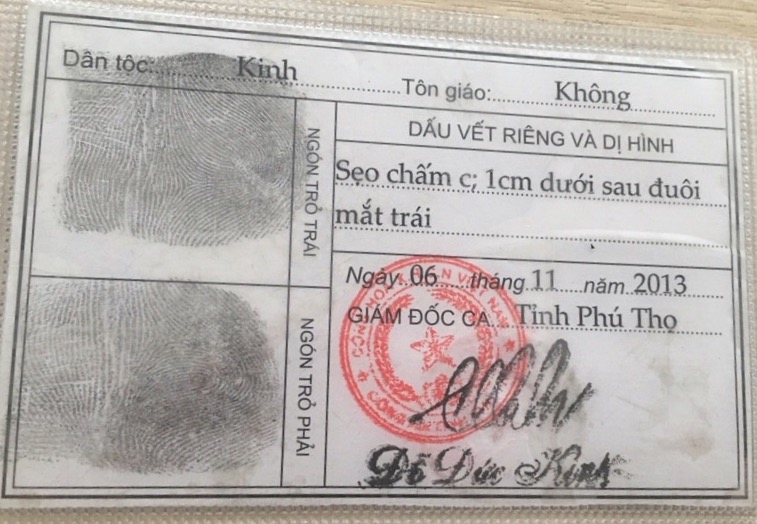 Dân tộc: Kinh Tôn giáo: Không
DẤU VẾT RIÊNG VÀ DỊ HÌNH
NGÓN TRỎ TRÁI
Sẹo chấm c; 1cm dưới sau đuôi
mắt trái
Ngày 06 tháng 11 năm 2013
GIÁM ĐỐC CA Tỉnh Phú Thọ
NGÓN TRỎ PHẢI
Đỗ Đức Kính